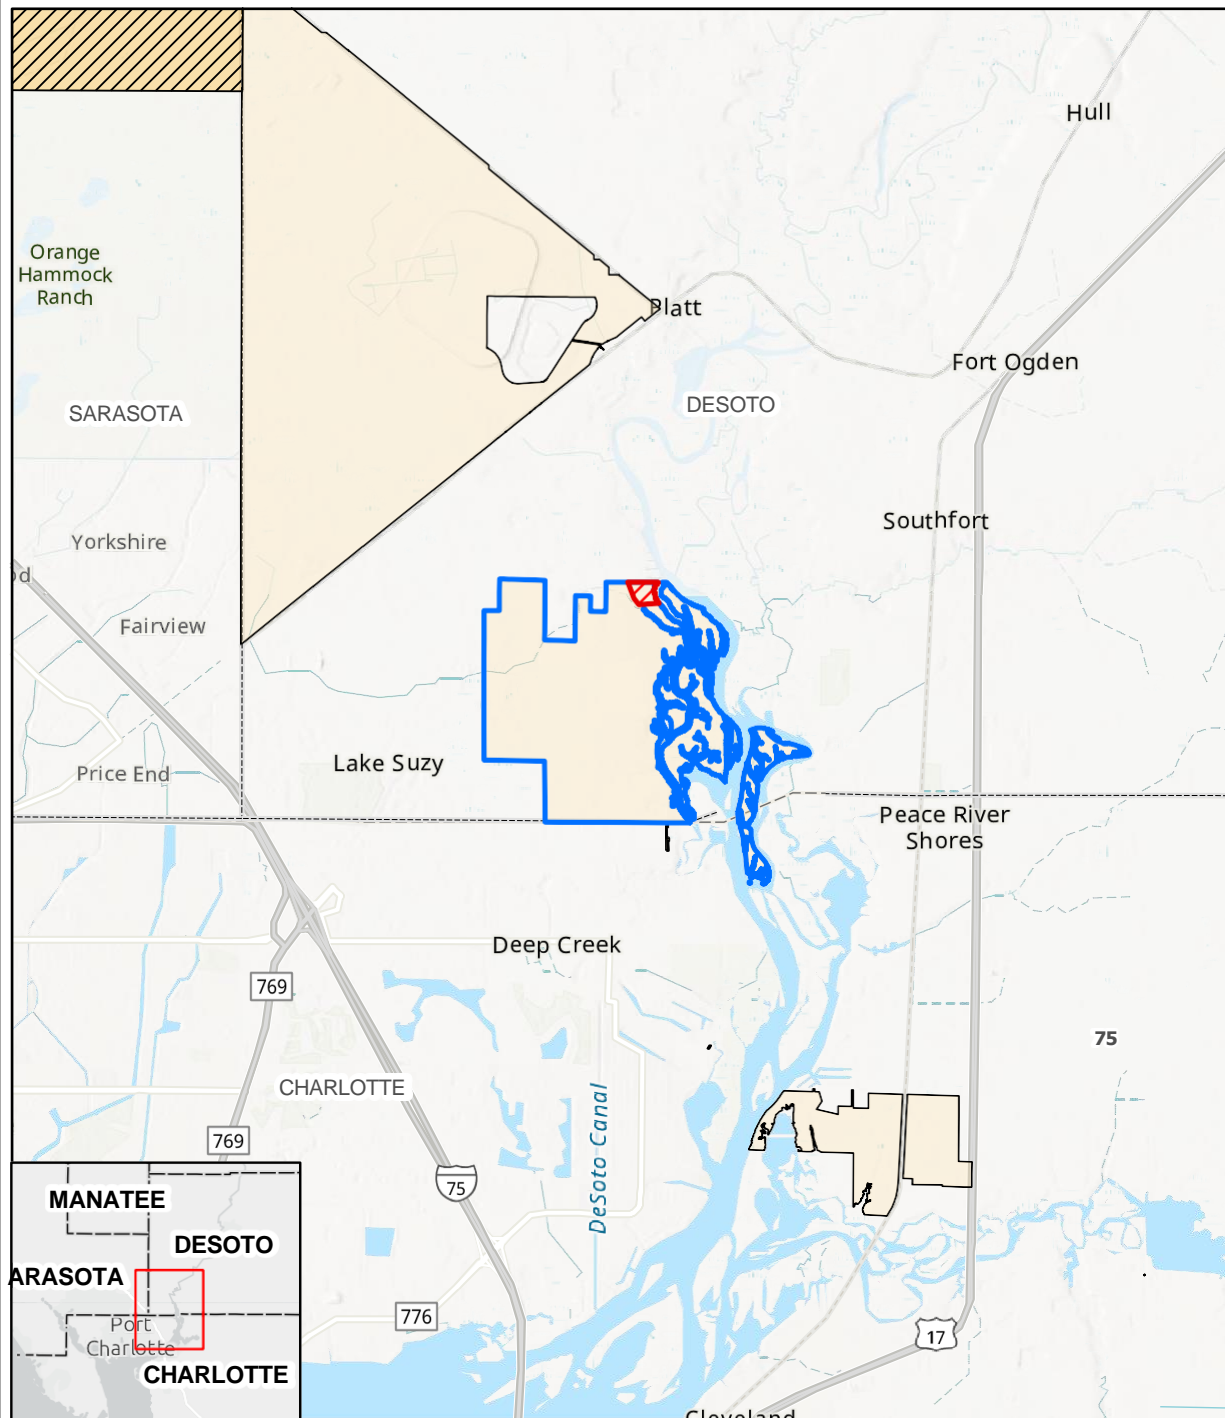 Hull
Orange
Hammock
Ranch
Platt
Fort Ogden
SARASOTA
DESOTO
Southfort
Yorkshire
od
Fairview
Lake Suzy
Price End
Peace River
Shores
Deep Creek
769
75
CHARLOTTE
DeSoto Canal
769
75
MANATEE
DESOTO
ARASOTA
Port
Charlotte
CHARLOTTE
776
17
Cleveland